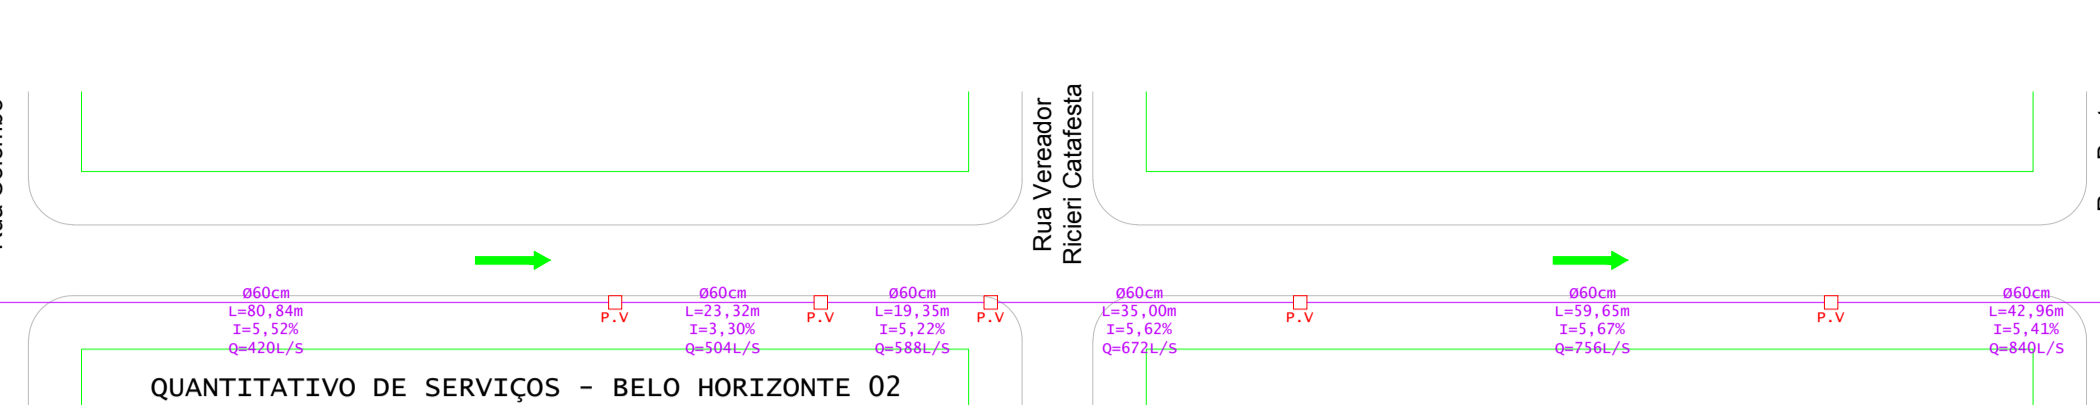 Rua Vereador
Ricieri Catafesta
Ø60cm
L=80,84m
I=5,52%
Q=420L/S
P.V
Ø60cm
L=23,32m
I=3,30%
Q=504L/S
P.V
Ø60cm
L=19,35m
I=5,22%
Q=588L/S
P.V
Ø60cm
L=35,00m
I=5,62%
Q=672L/S
P.V
Ø60cm
L=59,65m
I=5,67%
Q=756L/S
P.V
Ø60cm
L=42,96m
I=5,41%
Q=840L/S
QUANTITATIVO DE SERVIÇOS - BELO HORIZONTE 02